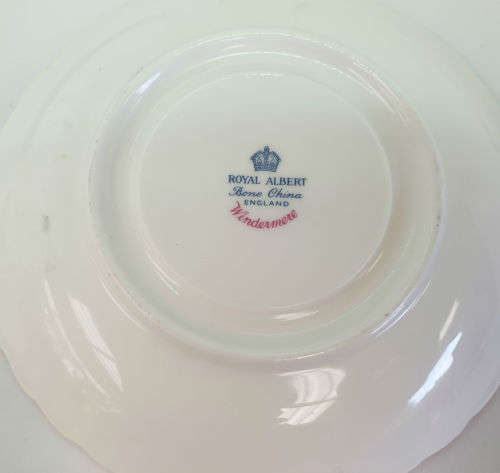 ROYAL ALBERT
Bone China
ENGLAND
Windermere